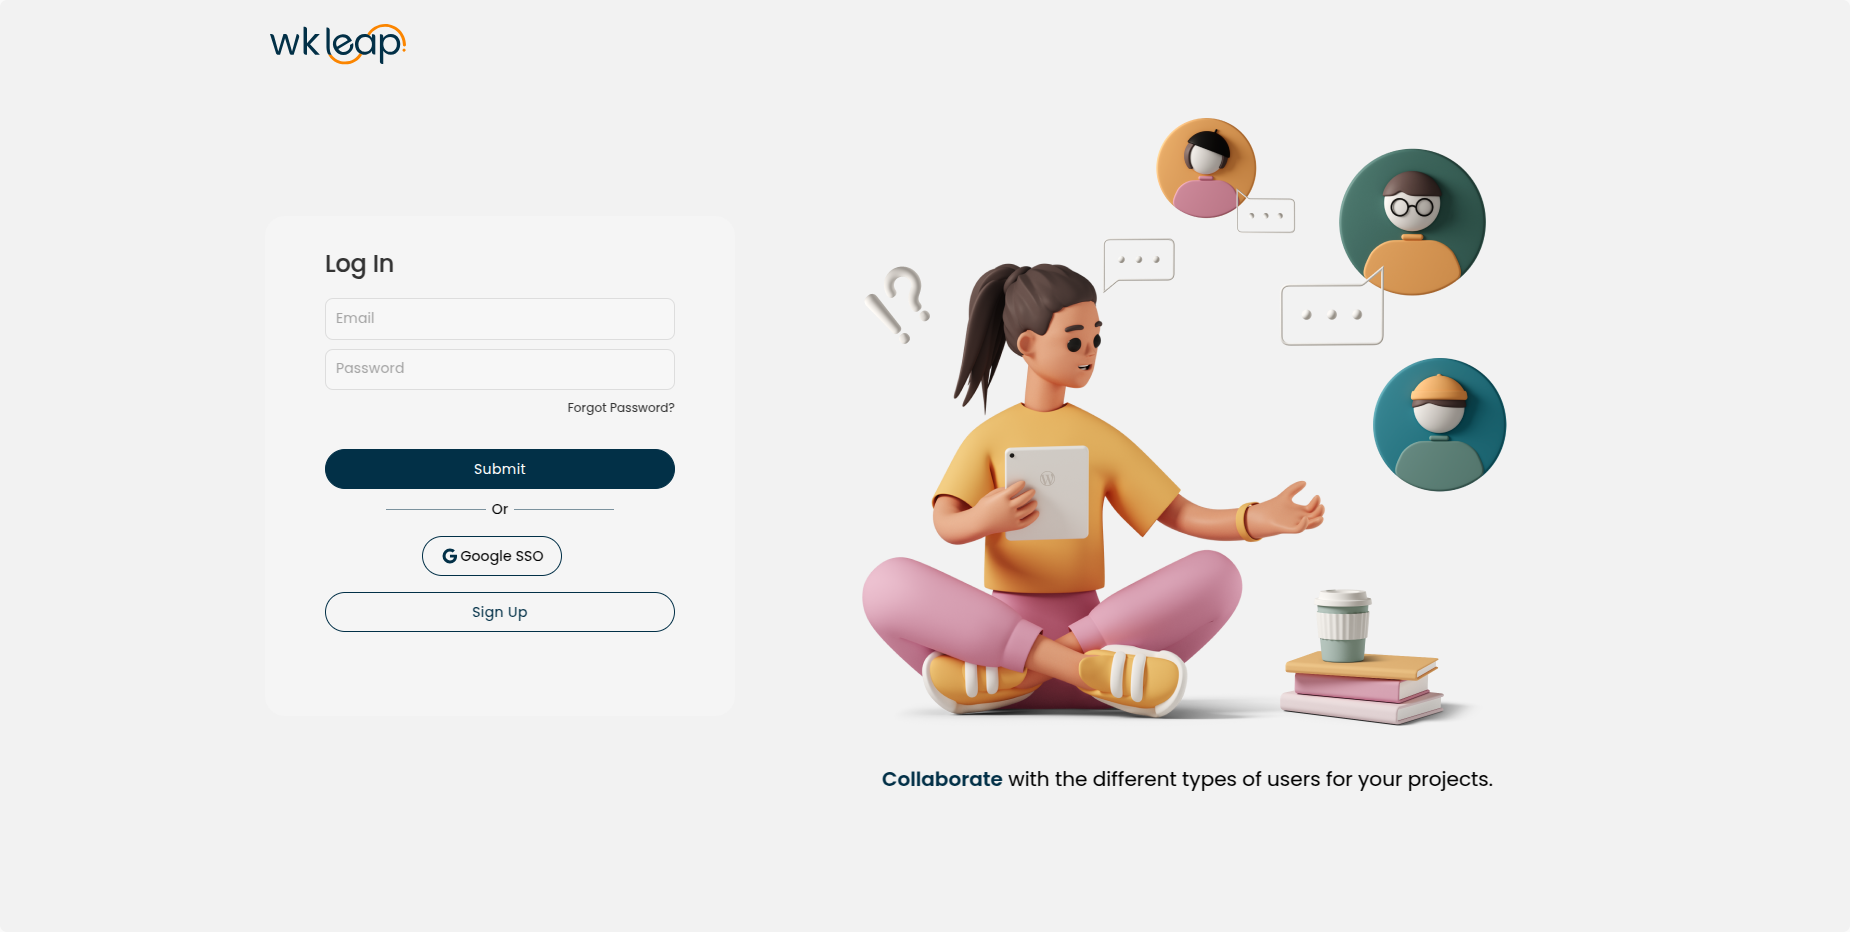 wkleap
Log In
Email
Password
Forgot Password?
Submit
Or
Google SSO
Sign Up
!?
Collaborate with the different types of users for your projects.